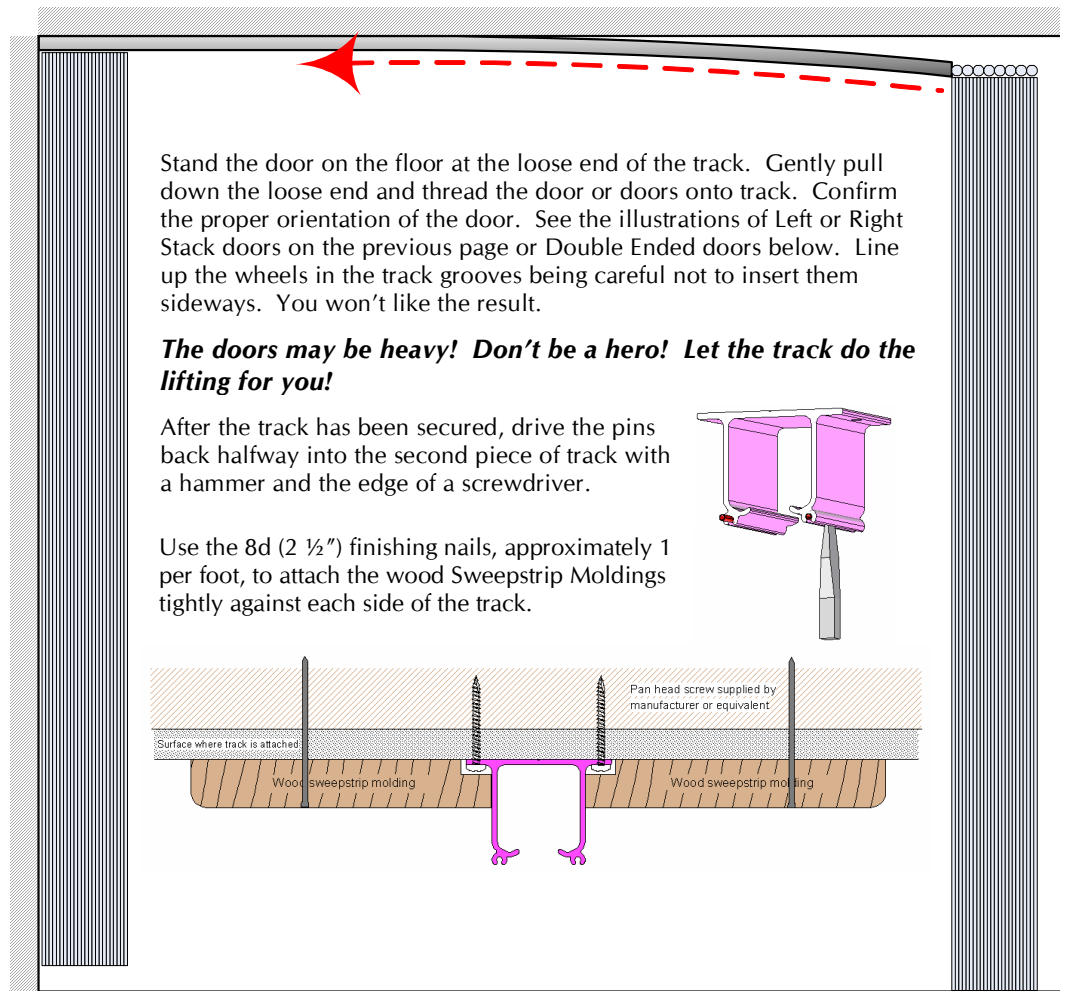 Stand the door on the floor at the loose end of the track.  Gently pull
down the loose end and thread the door or doors onto track.  Confirm
the proper orientation of the door.  See the illustrations of Left or Right
Stack doors on the previous page or Double Ended doors below.  Line
up the wheels in the track grooves being careful not to insert them
sideways.  You won’t like the result.
The doors may be heavy!  Don’t be a hero!  Let the track do the
lifting for you!
After the track has been secured, drive the pins
back halfway into the second piece of track with
a hammer and the edge of a screwdriver.
Use the 8d (2 ½”) finishing nails, approximately 1
per foot, to attach the wood Sweepstrip Moldings
tightly against each side of the track.
Pan head screw supplied by
manufacturer or equivalent
Surface where track is attached
Wood sweepstrip molding
Wood sweepstrip molding